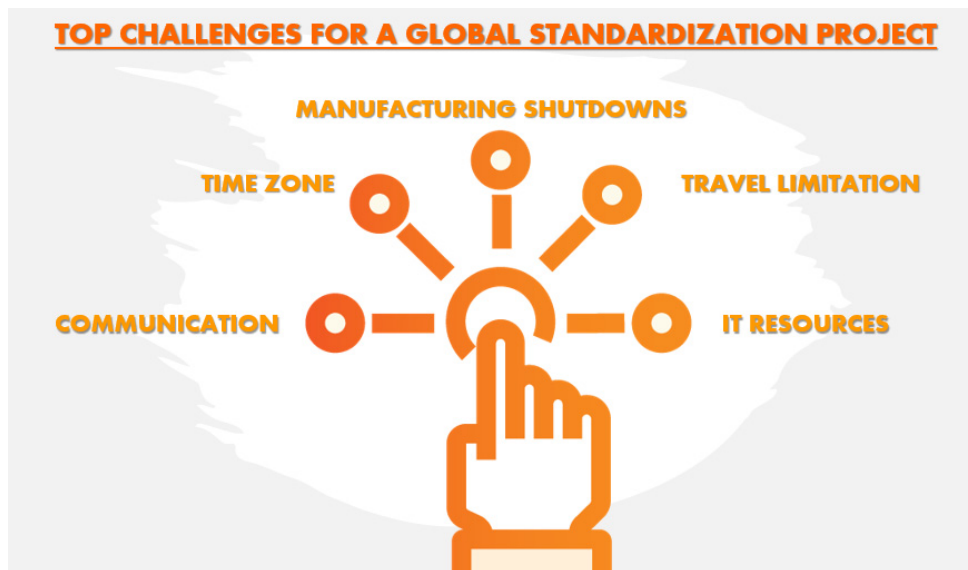 TOP CHALLENGES FOR A GLOBAL STANDARDIZATION PROJECT
MANUFACTURING SHUTDOWNS
TIME ZONE
TRAVEL LIMITATION
COMMUNICATION
IT RESOURCES